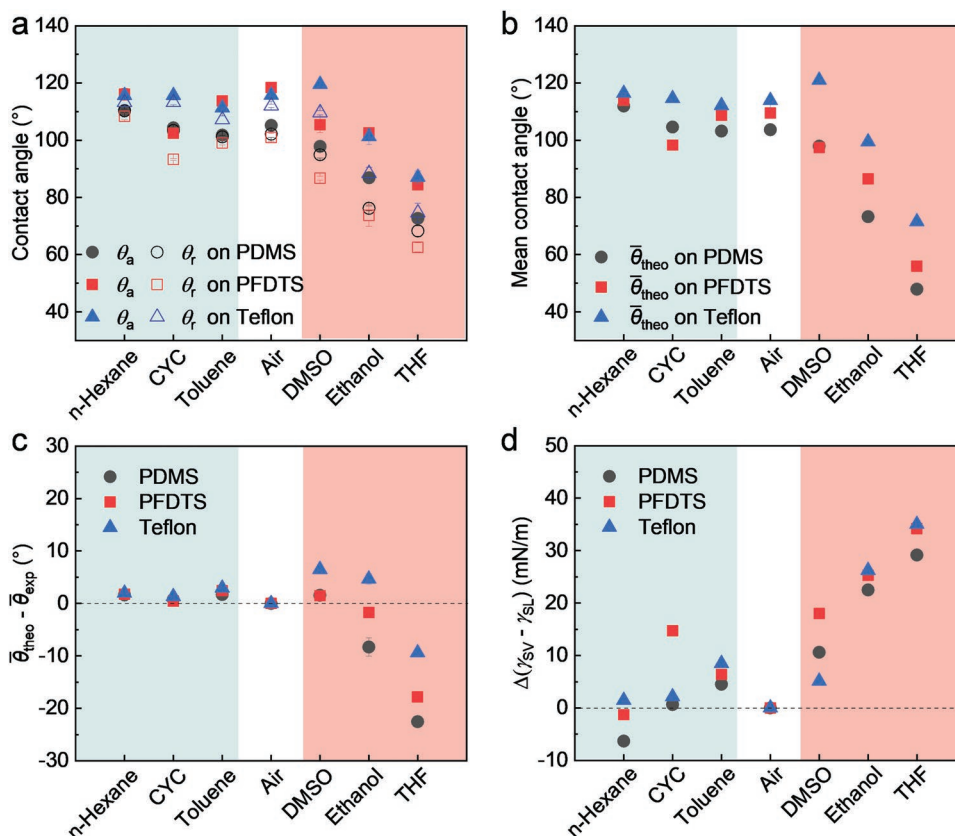 a
Contact angle (°)
140
120
100
80
60
40
θa θr on PDMS
θa θr on PFDTS
θa θr on Teflon
n-Hexane
CYC
Toluene
Air
DMSO
Ethanol
THF
b
Mean contact angle (°)
140
120
100
80
60
40
θ̅theo on PDMS
θ̅theo on PFDTS
θ̅theo on Teflon
n-Hexane
CYC
Toluene
Air
DMSO
Ethanol
THF
c
θ̅theo - θ̅exp (°)
30
20
10
0
-10
-20
-30
PDMS
PFDTS
Teflon
n-Hexane
CYC
Toluene
Air
DMSO
Ethanol
THF
d
Δ(γSV - γSL) (mN/m)
50
40
30
20
10
0
-10
PDMS
PFDTS
Teflon
n-Hexane
CYC
Toluene
Air
DMSO
Ethanol
THF